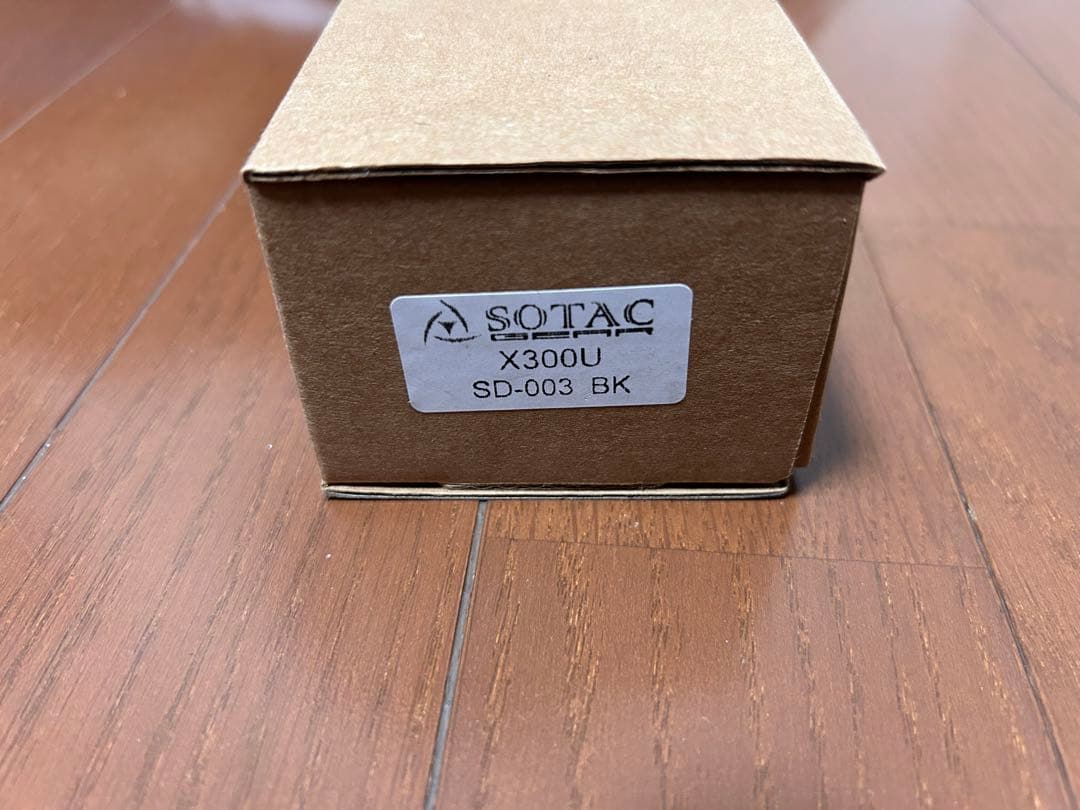 SOTAC
GEAR
X300U
SD-003 BK